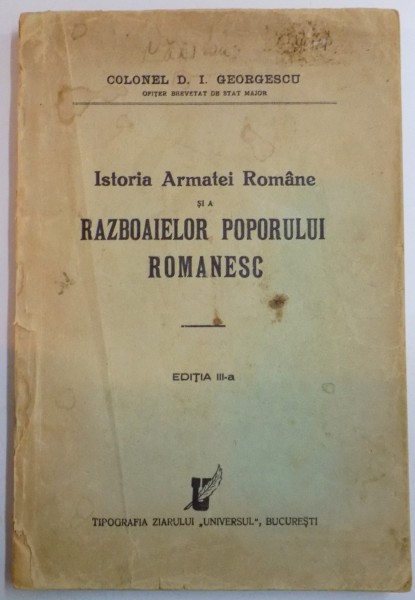 COLONEL D. I. GEORGESCU
OFIȚER BREVETAT DE STAT MAJOR
Istoria Armatei Române
ȘI A
RAZBOAIELOR POPORULUI
ROMANESC
EDIȚIA III-a
U
TIPOGRAFIA ZIARULUI „UNIVERSUL“, BUCUREȘTI